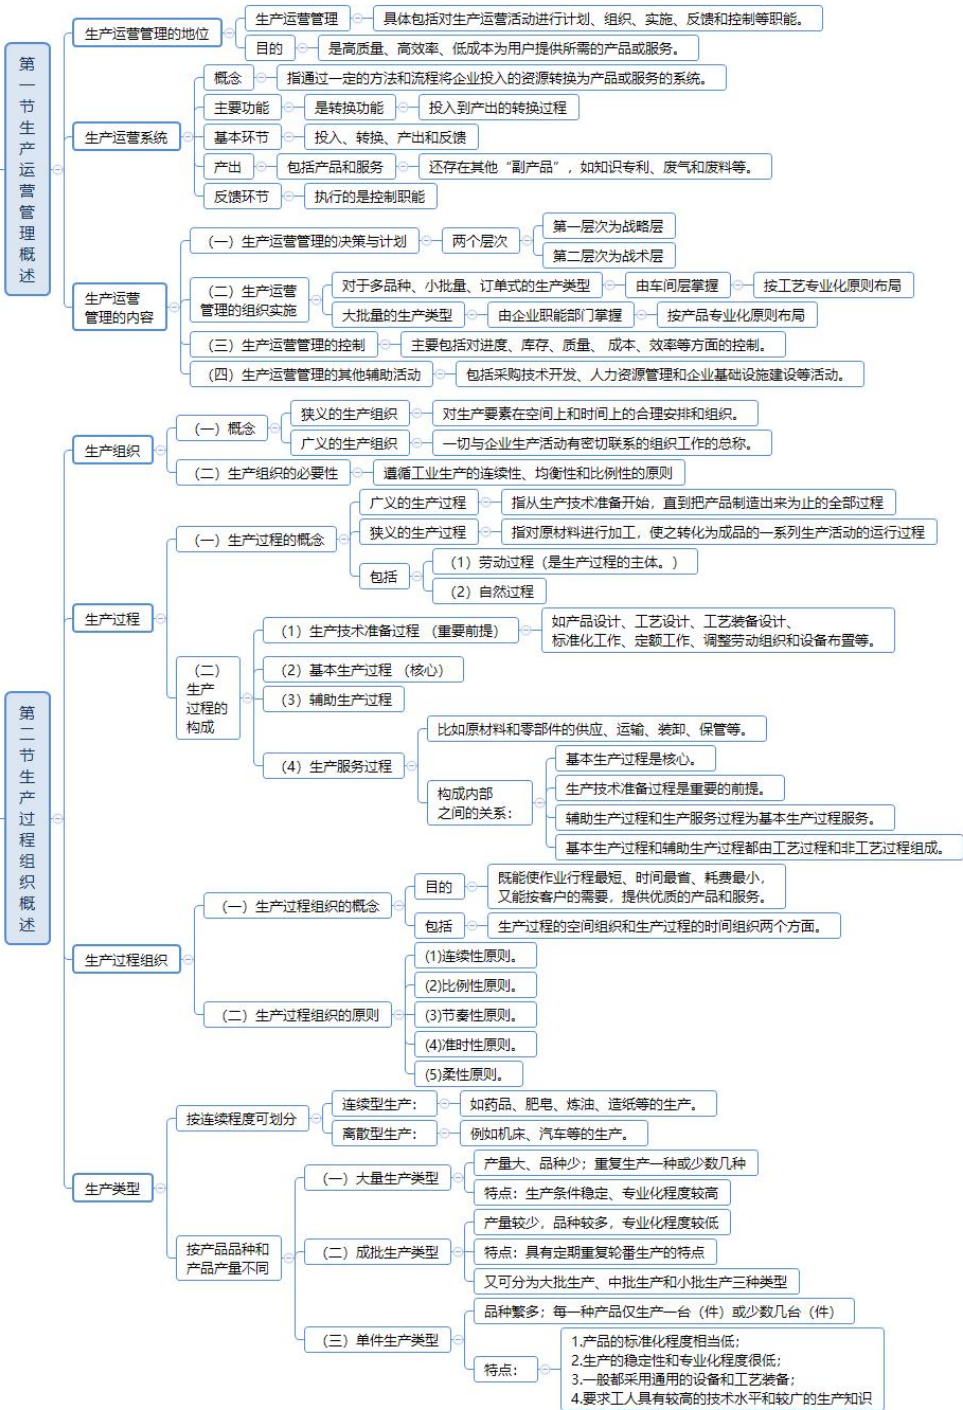 第一节生产运营管理概述
生产运营管理的地位
生产运营管理
具体包括对生产运营活动进行计划、组织、实施、反馈和控制等职能。
目的
是高质量、高效率、低成本为用户提供所需的产品或服务。
生产运营系统
概念
指通过一定的方法和流程将企业投入的资源转换为产品或服务的系统。
主要功能
是转换功能
投入到产出的转换过程
基本环节
投入、转换、产出和反馈
产出
包括产品和服务
还存在其他“副产品”，如知识专利、废气和废料等。
反馈环节
执行的是控制职能
生产运营
管理的内容
（一）生产运营管理的决策与计划
两个层次
第一层次为战略层
第二层次为战术层
（二）生产运营
管理的组织实施
对于多品种、小批量、订单式的生产类型
由车间层掌握
按工艺专业化原则布局
大批量的生产类型
由企业职能部门掌握
按产品专业化原则布局
（三）生产运营管理的控制
主要包括对进度、库存、质量、 成本、效率等方面的控制。
（四）生产运营管理的其他辅助活动
包括采购技术开发、人力资源管理和企业基础设施建设等活动。
第二节生产过程组织概述
生产组织
（一）概念
狭义的生产组织
对生产要素在空间上和时间上的合理安排和组织。
广义的生产组织
一切与企业生产活动有密切联系的组织工作的总称。
（二）生产组织的必要性
遵循工业生产的连续性、均衡性和比例性的原则
生产过程
（一）生产过程的概念
广义的生产过程
指从生产技术准备开始，直到把产品制造出来为止的全部过程
狭义的生产过程
指对原材料进行加工，使之转化为成品的一系列生产活动的运行过程
包括
（1）劳动过程（是生产过程的主体。）
（2）自然过程
（二）
生产
过程的
构成
（1）生产技术准备过程 （重要前提）
如产品设计、工艺设计、工艺装备设计、
标准化工作、定额工作、调整劳动组织和设备布置等。
（2）基本生产过程 （核心）
（3）辅助生产过程
（4）生产服务过程
比如原材料和零部件的供应、运输、装卸、保管等。
构成内部
之间的关系：
基本生产过程是核心。
生产技术准备过程是重要的前提。
辅助生产过程和生产服务过程为基本生产过程服务。
基本生产过程和辅助生产过程都由工艺过程和非工艺过程组成。
生产过程组织
（一）生产过程组织的概念
目的
既能使作业行程最短、时间最省、耗费最小，
又能按客户的需要，提供优质的产品和服务。
包括
生产过程的空间组织和生产过程的时间组织两个方面。
（二）生产过程组织的原则
(1)连续性原则。
(2)比例性原则。
(3)节奏性原则。
(4)准时性原则。
(5)柔性原则。
生产类型
按连续程度可划分
连续型生产：
如药品、肥皂、炼油、造纸等的生产。
离散型生产：
例如机床、汽车等的生产。
按产品品种和
产品产量不同
（一）大量生产类型
产量大、品种少；重复生产一种或少数几种
特点：生产条件稳定、专业化程度较高
（二）成批生产类型
产量较少，品种较多，专业化程度较低
特点：具有定期重复轮番生产的特点
又可分为大批生产、中批生产和小批生产三种类型
（三）单件生产类型
品种繁多；每一种产品仅生产一台（件）或少数几台（件）
特点：
1.产品的标准化程度相当低；
2.生产的稳定性和专业化程度很低；
3.一般都采用通用的设备和工艺装备；
4.要求工人具有较高的技术水平和较广的生产知识